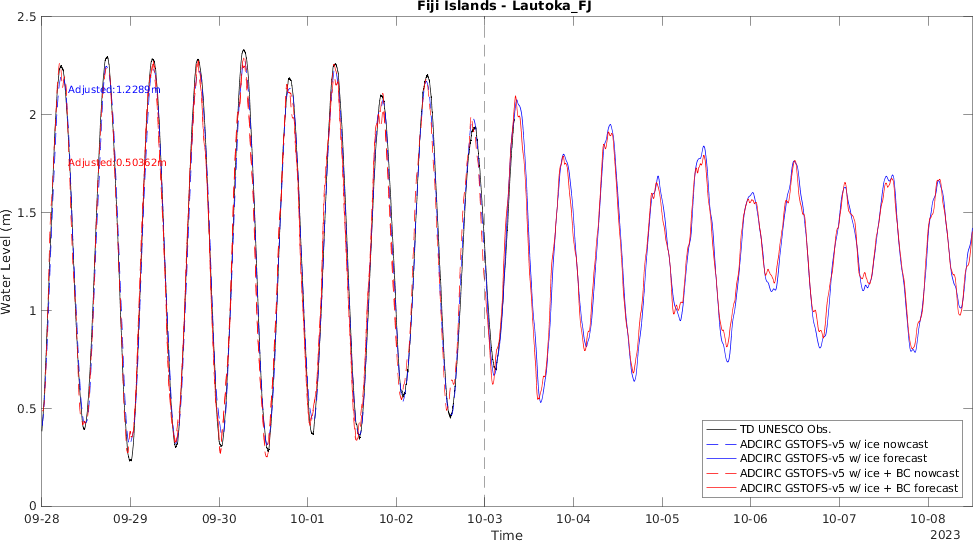 Fiji Islands - Lautoka_FJ
2.5
2
1.5
1
0.5
0
Water Level (m)
Adjusted:1.2289m
Adjusted:0.50362m
TD UNESCO Obs.
ADCIRC GSTOFS-v5 w/ ice nowcast
ADCIRC GSTOFS-v5 w/ ice forecast
ADCIRC GSTOFS-v5 w/ ice + BC nowcast
ADCIRC GSTOFS-v5 w/ ice + BC forecast
09-28 09-29 09-30 10-01 10-02 10-03 10-04 10-05 10-06 10-07 10-08
Time
2023